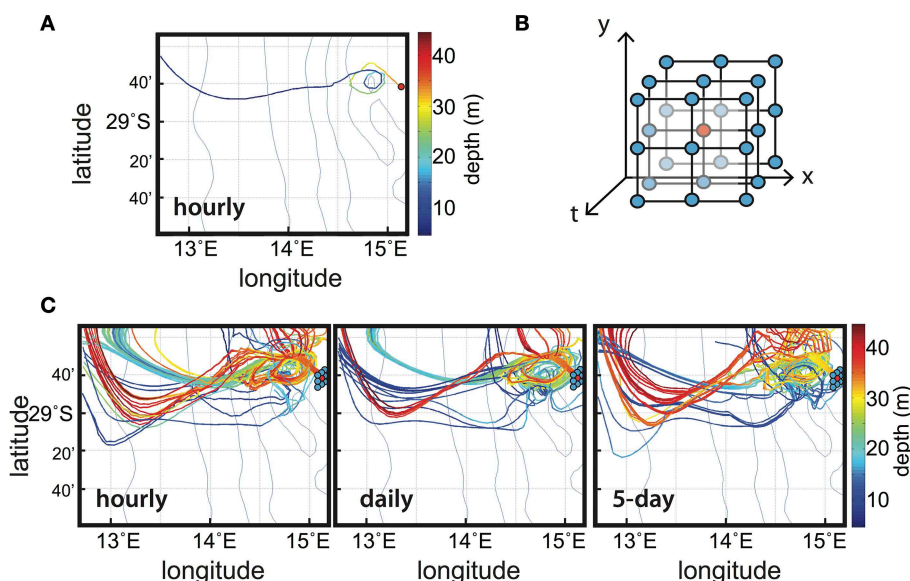 A
40’
29°S
20’
40’
latitude
hourly
13°E
14°E
15°E
longitude
40
30
20
10
depth (m)
B
y
x
t
C
40’
29°S
20’
40’
latitude
hourly
daily
5-day
13°E
14°E
15°E
13°E
14°E
15°E
13°E
14°E
15°E
longitude
longitude
longitude
40
30
20
10
depth (m)